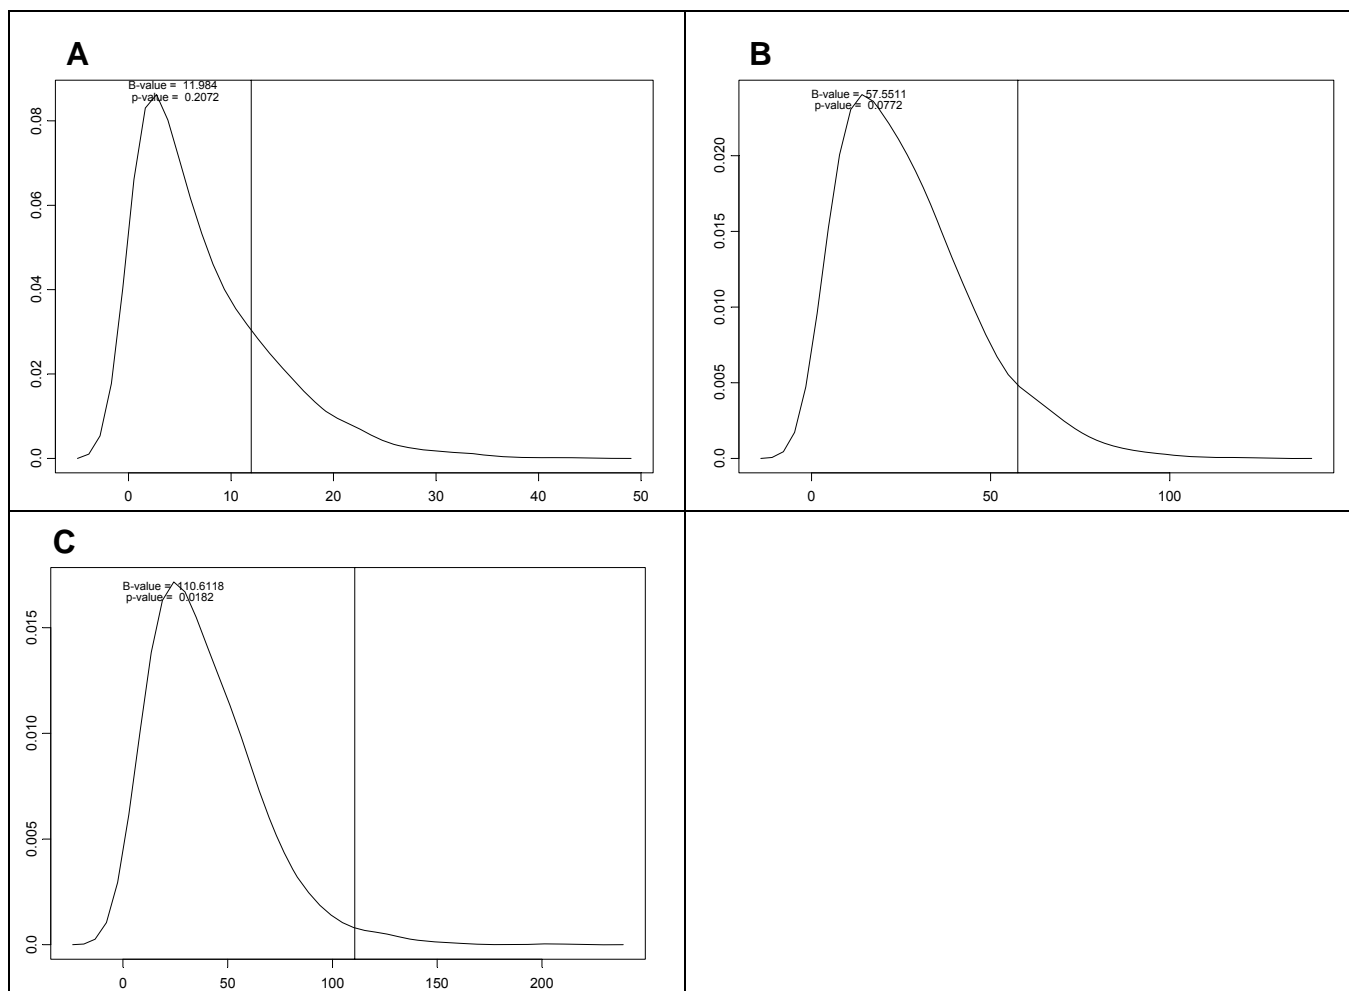 A
B-value = 11.984
p-value = 0.2072
0.08
0.06
0.04
0.02
0.0
0 10 20 30 40 50
B
B-value = 57.5511
p-value = 0.0772
0.020
0.015
0.010
0.005
0.0
0 50 100
C
B-value = 110.6118
p-value = 0.0182
0.015
0.010
0.005
0.0
0 50 100 150 200